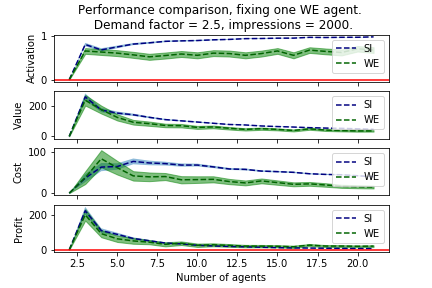 Performance comparison, fixing one WE agent.
Demand factor = 2.5, impressions = 2000.
Activation
1
0
SI
WE
Value
200
0
SI
WE
Cost
100
0
SI
WE
Profit
200
0
SI
WE
2.5 5.0 7.5 10.0 12.5 15.0 17.5 20.0
Number of agents